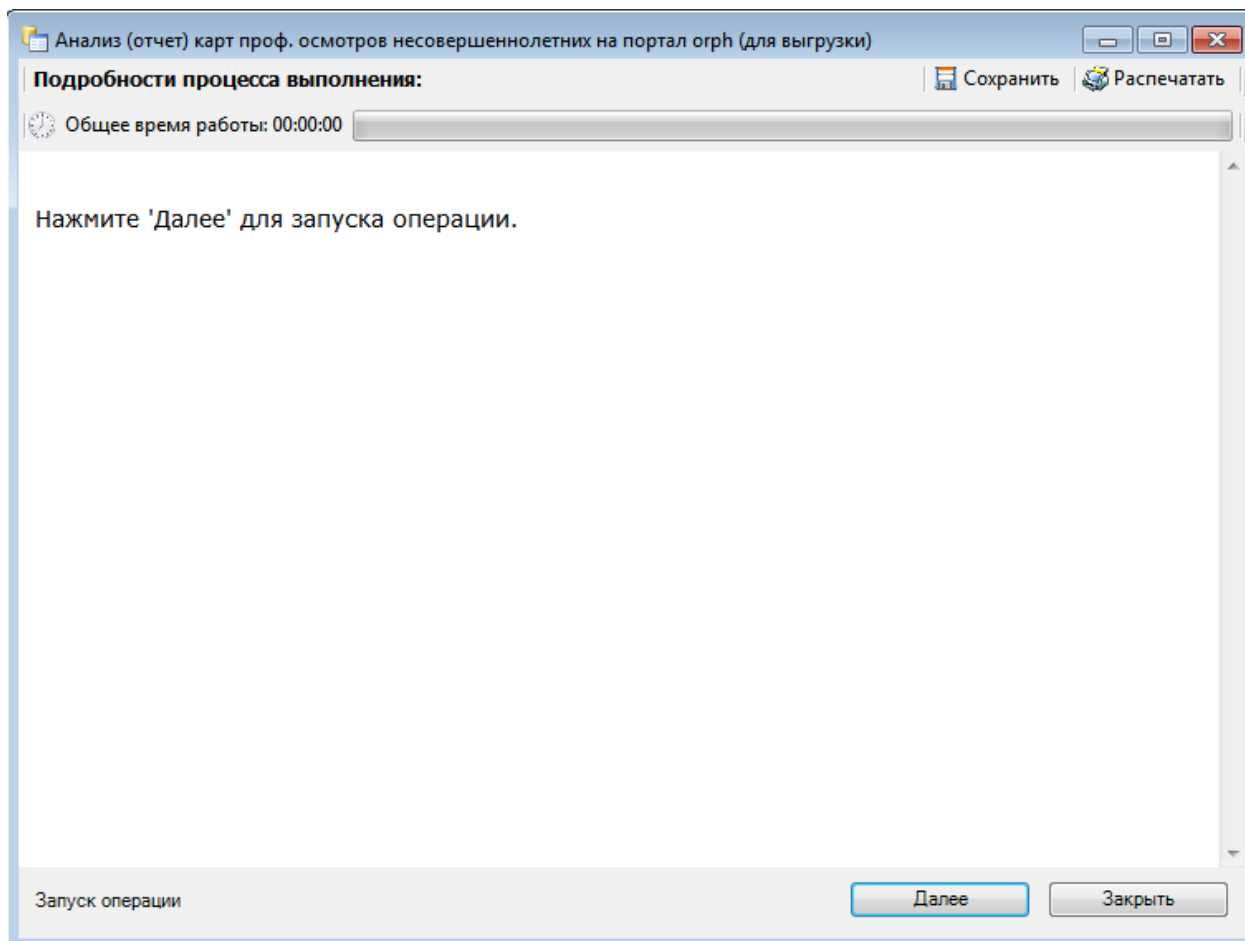 Анализ (отчет) карт проф. осмотров несовершеннолетних на портал orph (для выгрузки)
Подробности процесса выполнения: Сохранить Распечатать
Общее время работы: 00:00:00
Нажмите 'Далее' для запуска операции.
Запуск операции Далее Закрыть